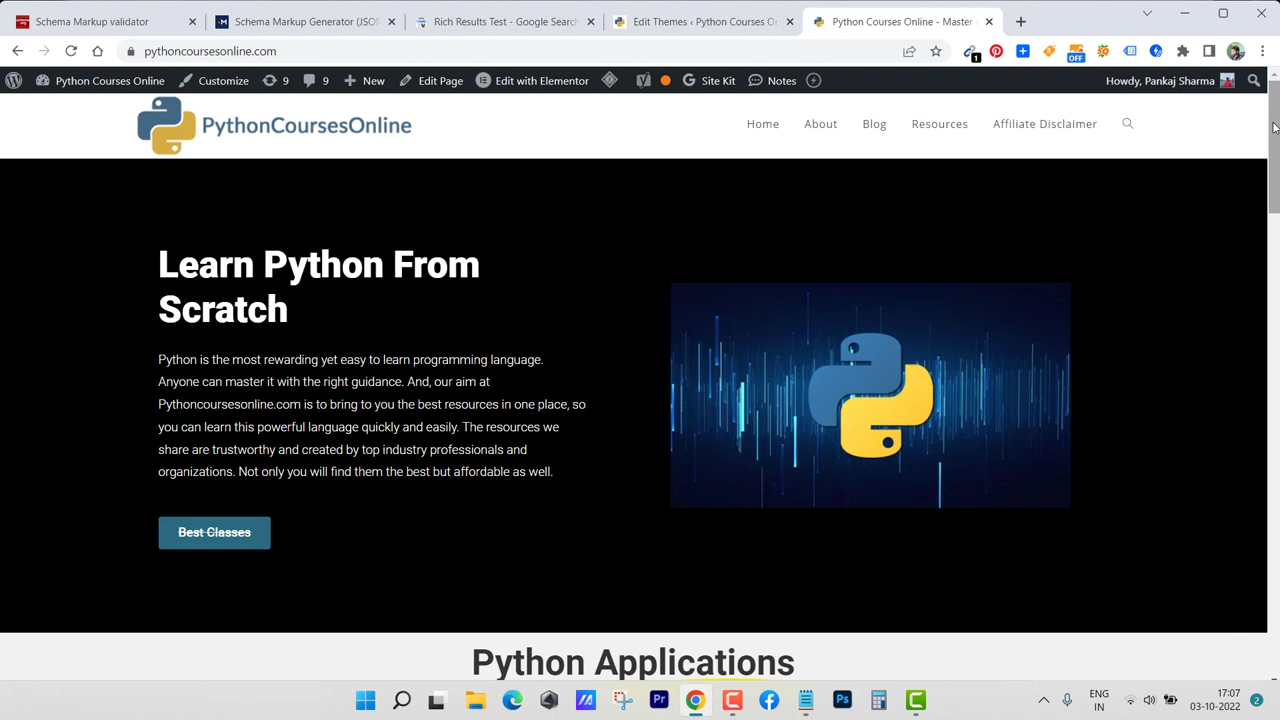 Schema Markup validator
Schema Markup Generator (JSON
Rich Results Test - Google Search
Edit Themes ‹ Python Courses On
Python Courses Online - Master
pythoncoursesonline.com
1
OFF
Python Courses Online
Customize
9
9
New
Edit Page
Edit with Elementor
Site Kit
Notes
Howdy, Pankaj Sharma
PythonCoursesOnline
Home
About
Blog
Resources
Affiliate Disclaimer
Learn Python From
Scratch
Python is the most rewarding yet easy to learn programming language.
Anyone can master it with the right guidance. And, our aim at
Pythoncoursesonline.com is to bring to you the best resources in one place, so
you can learn this powerful language quickly and easily. The resources we
share are trustworthy and created by top industry professionals and
organizations. Not only you will find them the best but affordable as well.
Best Classes
Python Applications
ENG
IN
17:07
03-10-2022
2